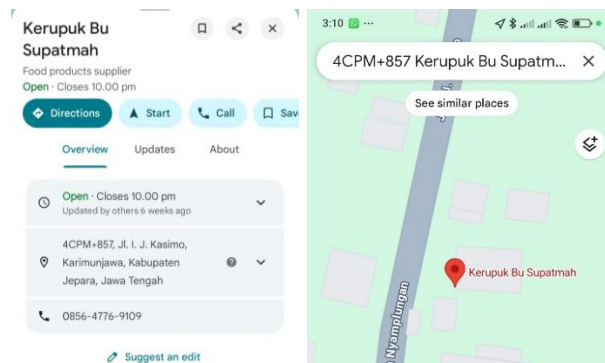 Kerupuk Bu
Supatmah
Food products supplier
Open · Closes 10.00 pm
Directions
Start
Call
Sav
Overview
Updates
About
Open · Closes 10.00 pm
Updated by others 6 weeks ago
4CPM+857, Jl. I. J. Kasimo,
Karimunjawa, Kabupaten
Jepara, Jawa Tengah
0856-4776-9109
Suggest an edit
3:10
4CPM+857 Kerupuk Bu Supatm...
See similar places
Kerupuk Bu Supatmah
Nyamplungan